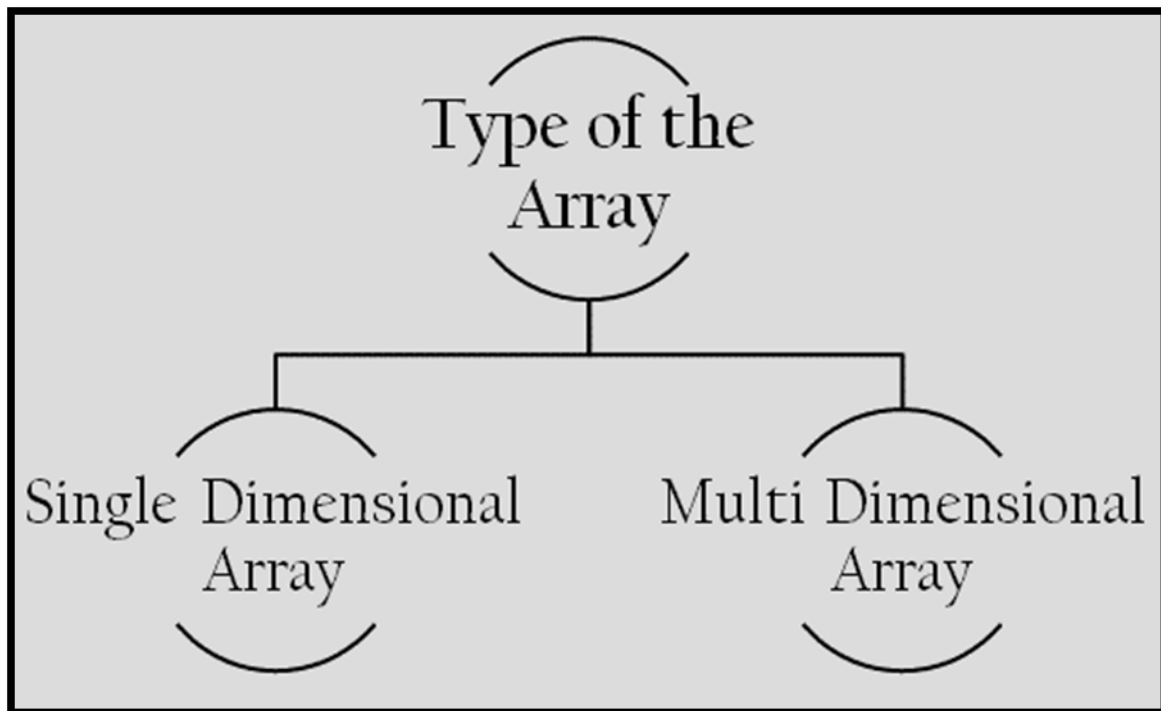 Type of the
Array
Single Dimensional
Array
Multi Dimensional
Array